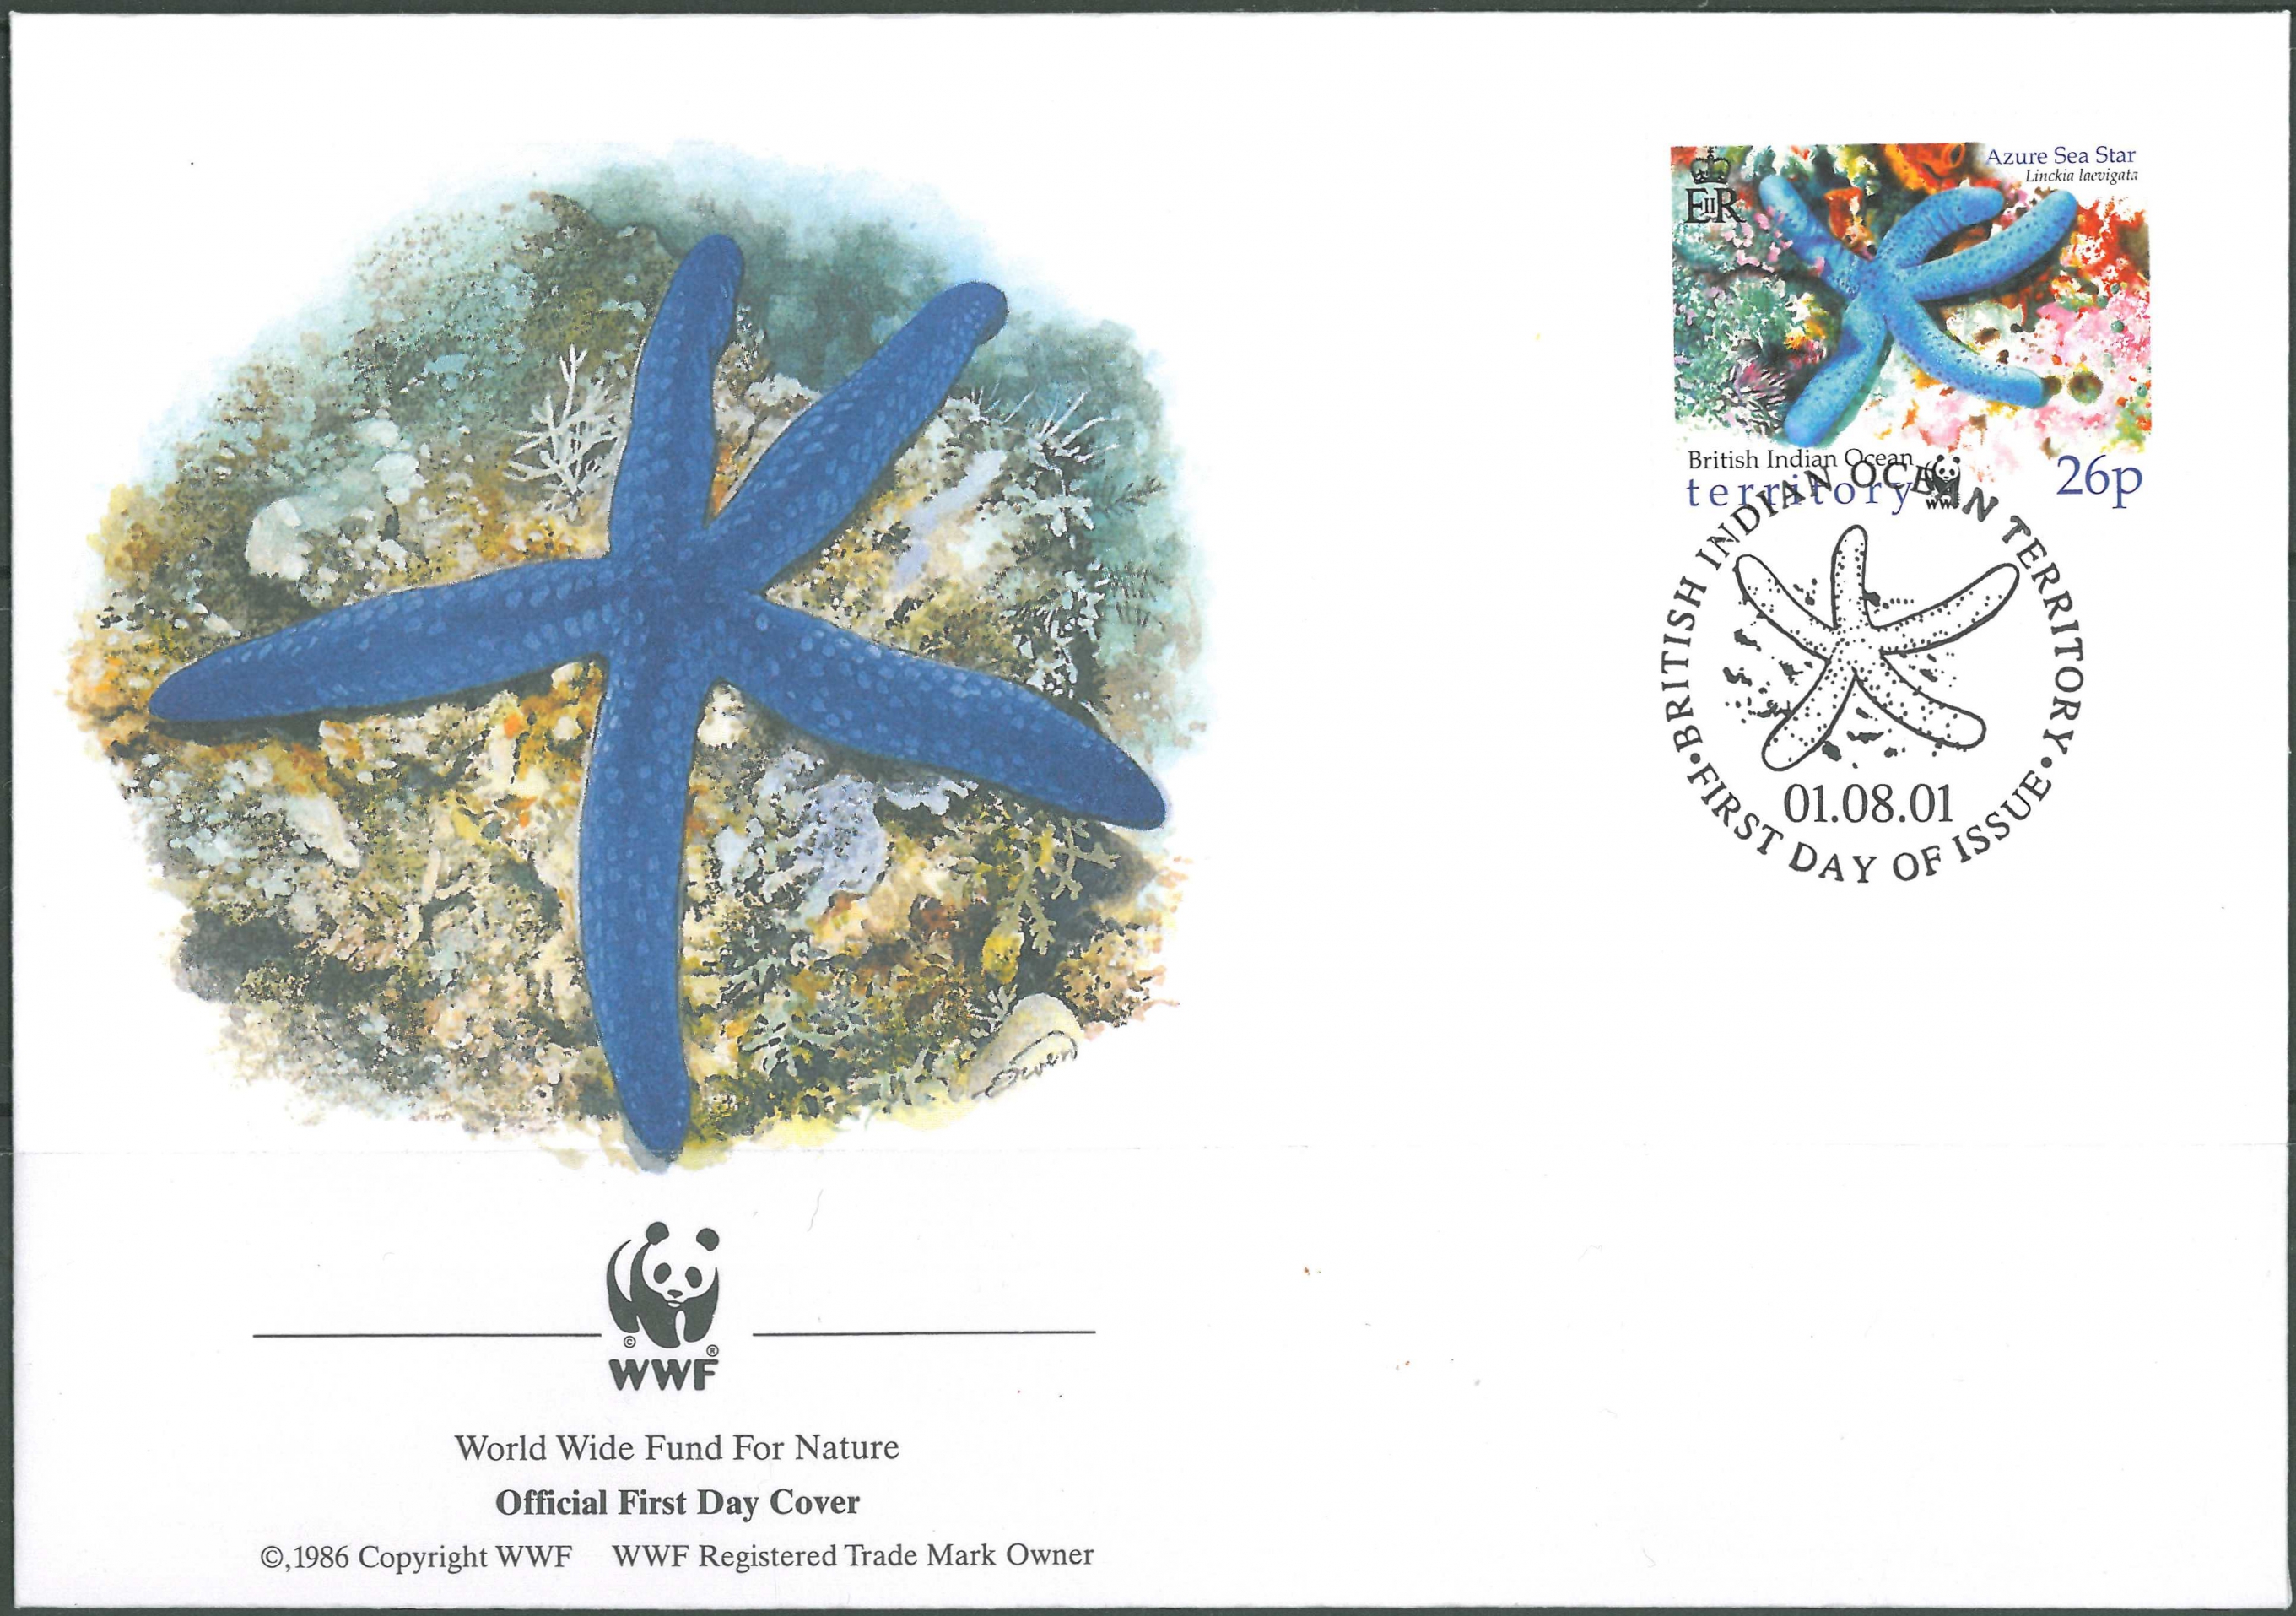 Azure Sea Star
Linckia laevigata
EIIR
British Indian Ocean
territory
WWF
26p
BRITISH INDIAN OCEAN TERRITORY
•FIRST DAY OF ISSUE•
01.08.01
Owen
©
®
WWF
World Wide Fund For Nature
Official First Day Cover
©,1986 Copyright WWF WWF Registered Trade Mark Owner